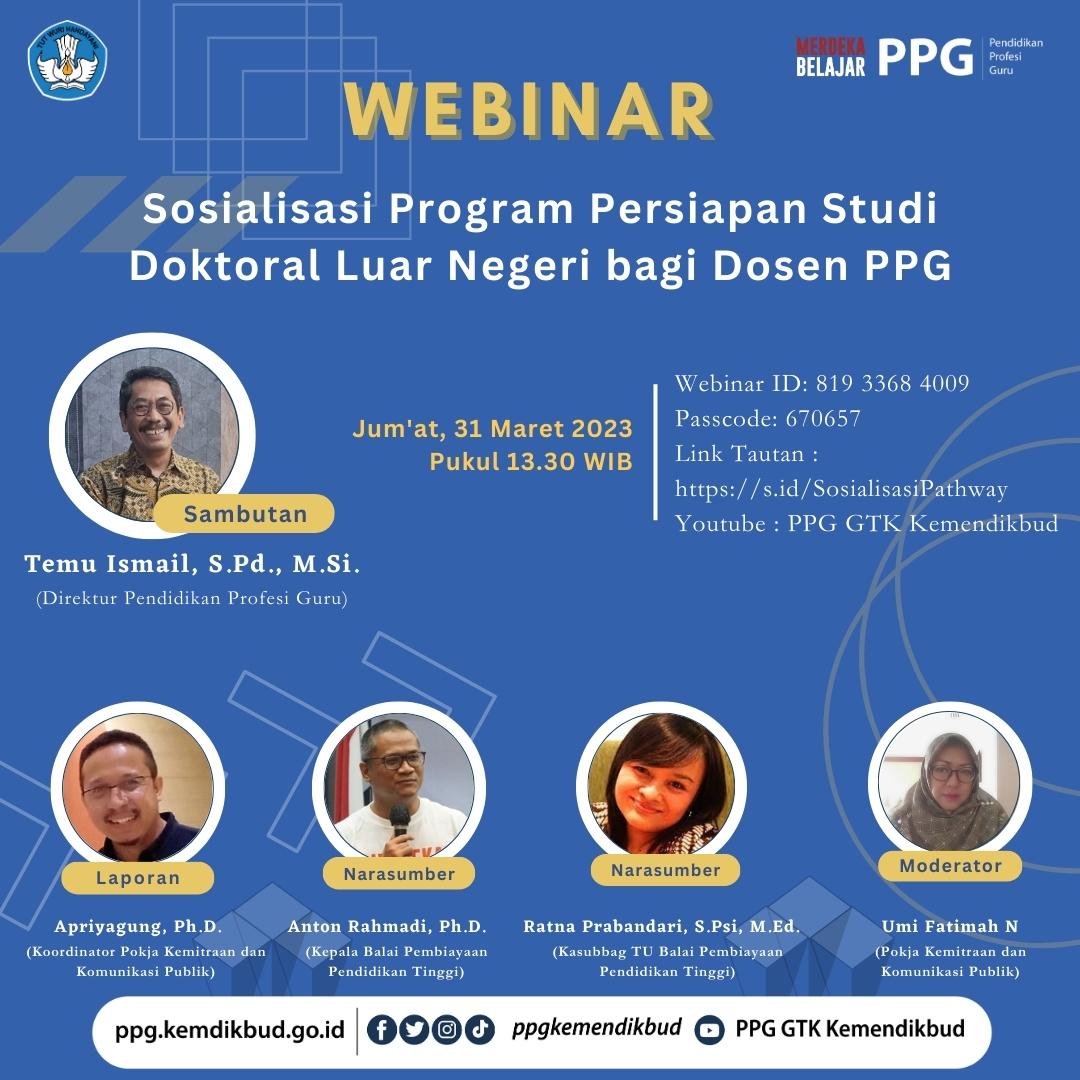 TUT WURI HANDAYANI
MERDEKA
BELAJAR
PPG
Pendidikan
Profesi
Guru
WEBINAR
Sosialisasi Program Persiapan Studi
Doktoral Luar Negeri bagi Dosen PPG
Jum'at, 31 Maret 2023
Pukul 13.30 WIB
Webinar ID: 819 3368 4009
Passcode: 670657
Link Tautan :
https://s.id/SosialisasiPathway
Youtube : PPG GTK Kemendikbud
Sambutan
Temu Ismail, S.Pd., M.Si.
(Direktur Pendidikan Profesi Guru)
Laporan
Apriyagung, Ph.D.
(Koordinator Pokja Kemitraan dan
Komunikasi Publik)
Narasumber
Anton Rahmadi, Ph.D.
(Kepala Balai Pembiayaan
Pendidikan Tinggi)
Narasumber
Ratna Prabandari, S.Psi, M.Ed.
(Kasubbag TU Balai Pembiayaan
Pendidikan Tinggi)
Moderator
Umi Fatimah N
(Pokja Kemitraan dan
Komunikasi Publik)
ppg.kemdikbud.go.id
ppgkemendikbud
PPG GTK Kemendikbud